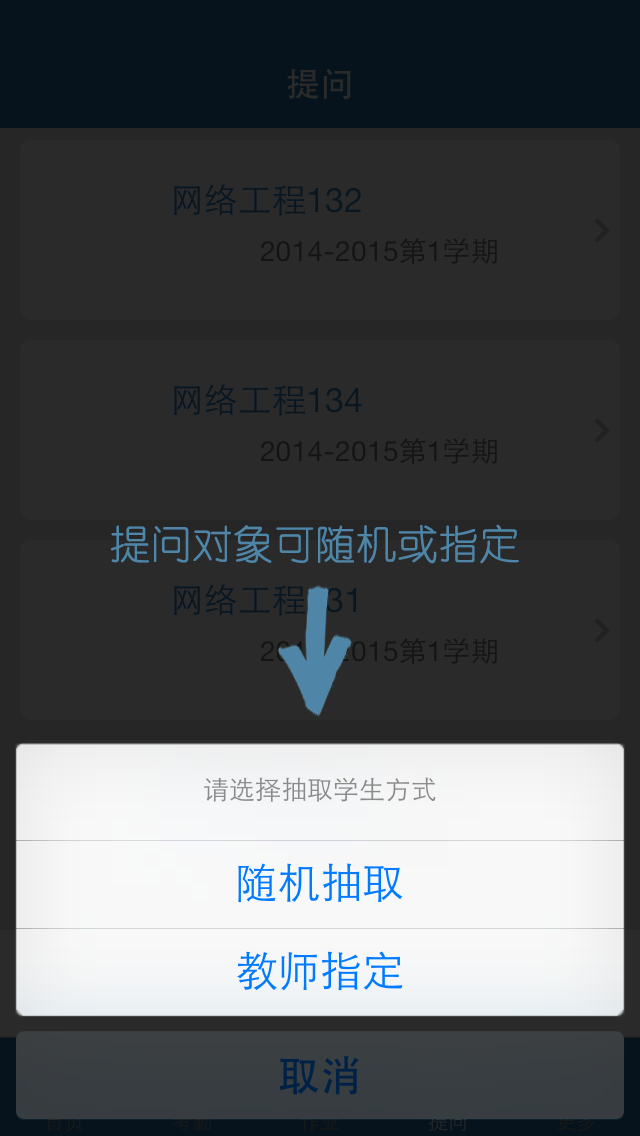 提问
网络工程132
2014-2015第1学期
网络工程134
2014-2015第1学期
提问对象可随机或指定
网络工程131
2014-2015第1学期
请选择抽取学生方式
随机抽取
教师指定
取消
首页 考勤 作业 提问 更多